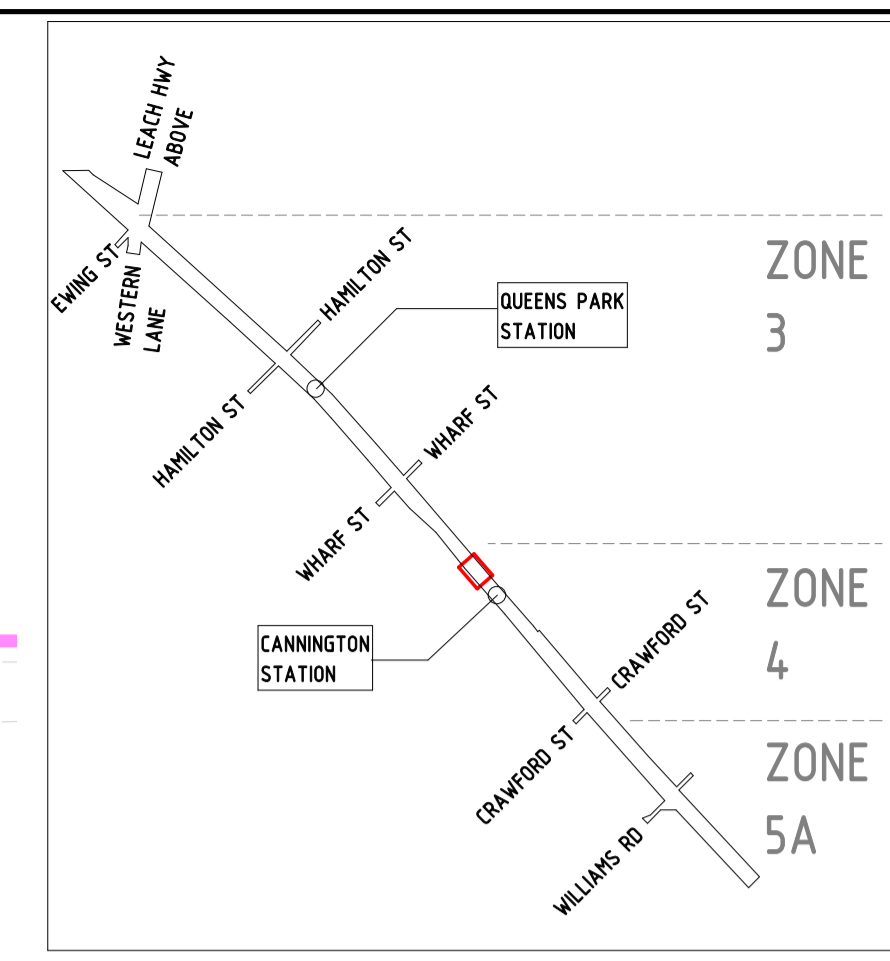 LEACH HWY
ABOVE
EWING ST
WESTERN
LANE
HAMILTON ST
ZONE
3
QUEENS PARK
STATION
HAMILTON ST
WHARF ST
WHARF ST
ZONE
4
CANNINGTON
STATION
CRAWFORD ST
CRAWFORD ST
ZONE
5A
WILLIAMS RD